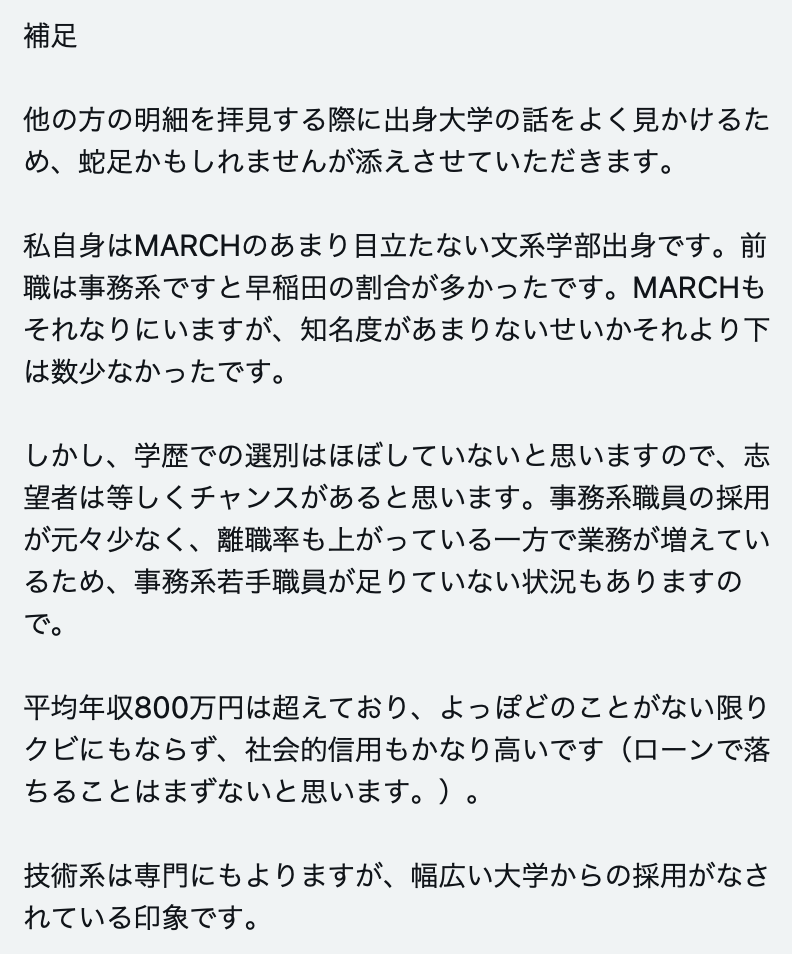 補足
他の方の明細を拝見する際に出身大学の話をよく見かけるた
め、蛇足かもしれませんが添えさせていただきます。
私自身はMARCHのあまり目立たない文系学部出身です。前
職は事務系ですと早稲田の割合が多かったです。MARCHも
それなりにいますが、知名度があまりないせいかそれより下
は数少なかったです。
しかし、学歴での選別はほぼしていないと思いますので、志
望者は等しくチャンスがあると思います。事務系職員の採用
が元々少なく、離職率も上がっている一方で業務が増えてい
るため、事務系若手職員が足りていない状況もありますの
で。
平均年収800万円は超えており、よっぽどのことがない限り
クビにもならず、社会的信用もかなり高いです（ローンで落
ちることはまずないと思います。）。
技術系は専門にもよりますが、幅広い大学からの採用がなさ
れている印象です。